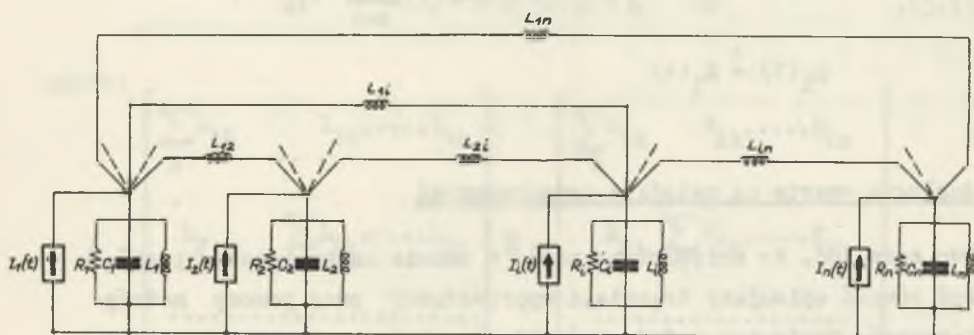 L1n
L1i
L12
L2i
Lin
I1(t) R1 C1 L1 I2(t) R2 C2 L2 Ii(t) Ri Ci Li In(t) Rn Cn Ln